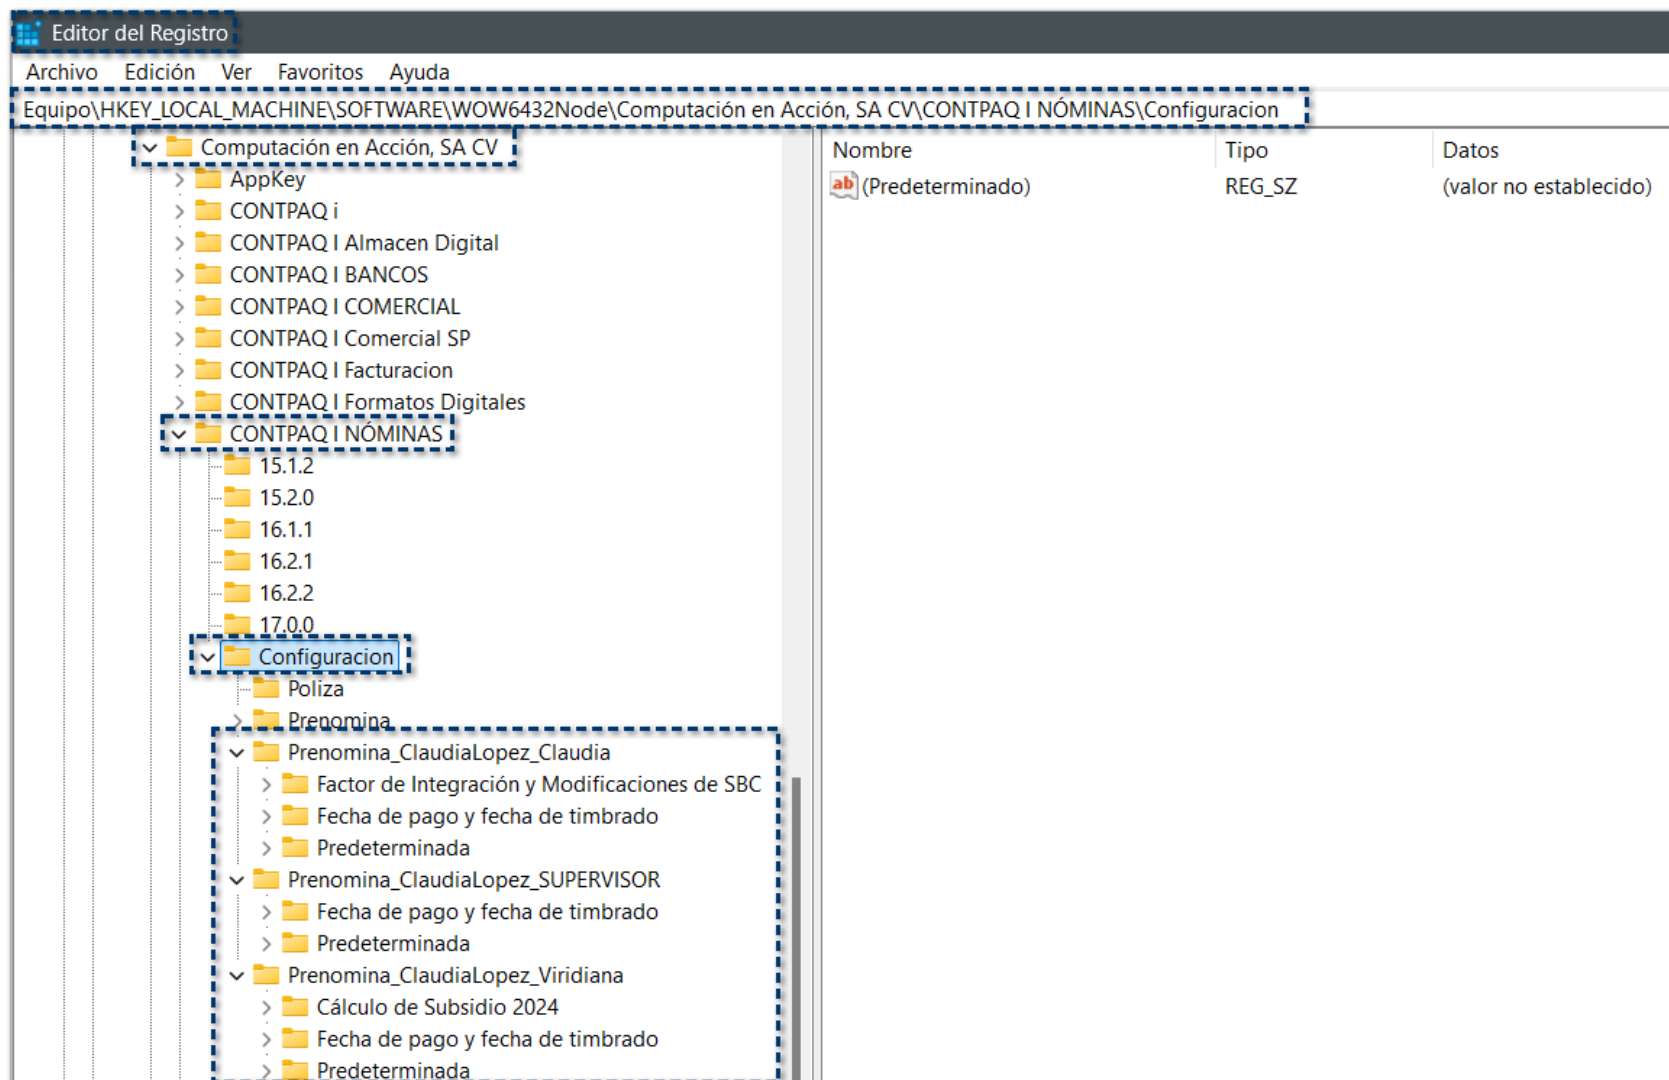 Editor del Registro
Archivo Edición Ver Favoritos Ayuda
Equipo\HKEY_LOCAL_MACHINE\SOFTWARE\WOW6432Node\Computación en Acción, SA CV\CONTPAQ I NÓMINAS\Configuracion
Computación en Acción, SA CV
AppKey
CONTPAQ i
CONTPAQ I Almacen Digital
CONTPAQ I BANCOS
CONTPAQ I COMERCIAL
CONTPAQ I Comercial SP
CONTPAQ I Facturacion
CONTPAQ I Formatos Digitales
CONTPAQ I NÓMINAS
15.1.2
15.2.0
16.1.1
16.2.1
16.2.2
17.0.0
Configuracion
Poliza
Prenomina
Prenomina_ClaudiaLopez_Claudia
Factor de Integración y Modificaciones de SBC
Fecha de pago y fecha de timbrado
Predeterminada
Prenomina_ClaudiaLopez_SUPERVISOR
Fecha de pago y fecha de timbrado
Predeterminada
Prenomina_ClaudiaLopez_Viridiana
Cálculo de Subsidio 2024
Fecha de pago y fecha de timbrado
Predeterminada
Nombre Tipo Datos
ab (Predeterminado) REG_SZ (valor no establecido)